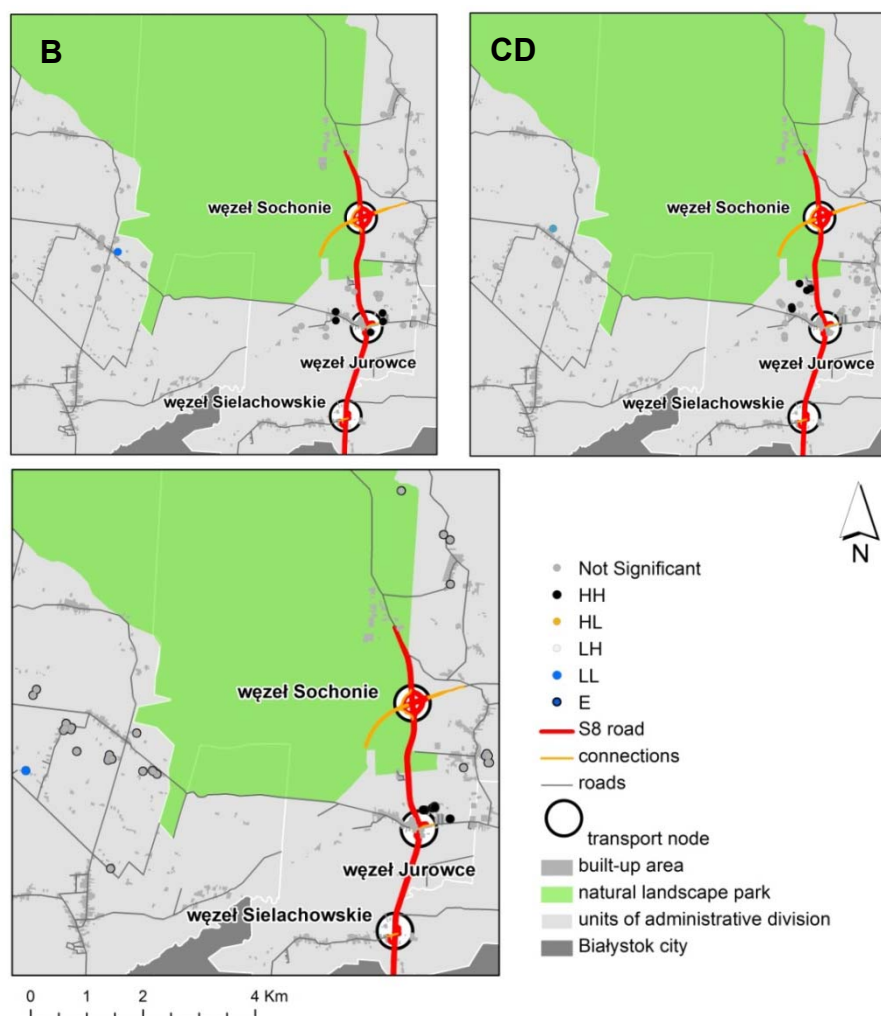 B
węzeł Sochonie
węzeł Jurowce
węzeł Sielachowskie
CD
węzeł Sochonie
węzeł Jurowce
węzeł Sielachowskie
węzeł Sochonie
węzeł Jurowce
węzeł Sielachowskie
N
Not Significant
HH
HL
LH
LL
E
S8 road
connections
roads
transport node
built-up area
natural landscape park
units of administrative division
Białystok city
0 1 2 4 Km